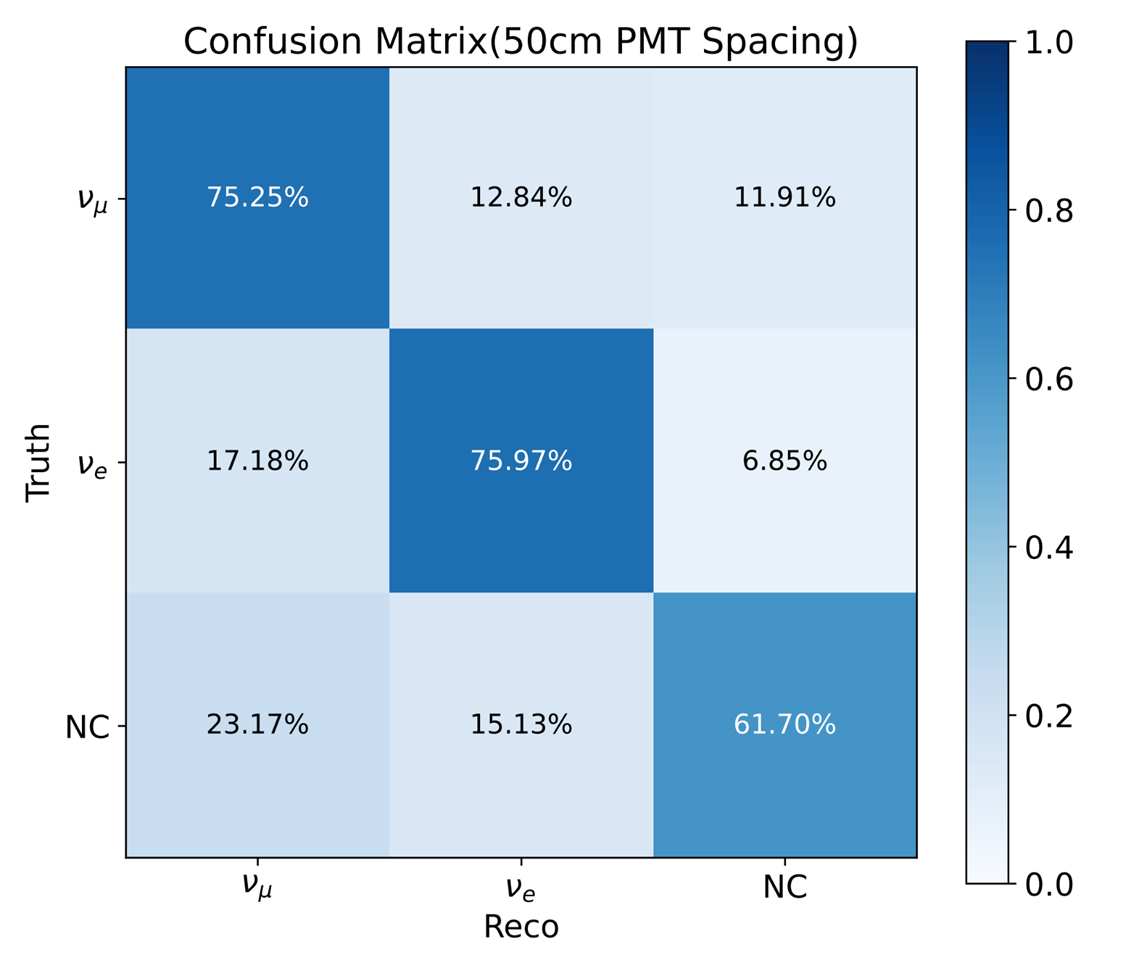 Confusion Matrix(50cm PMT Spacing)
1.0
ν_μ 75.25% 12.84% 11.91%
0.8
0.6
Truth
ν_e 17.18% 75.97% 6.85%
0.4
0.2
NC 23.17% 15.13% 61.70%
0.0
ν_μ ν_e NC
Reco